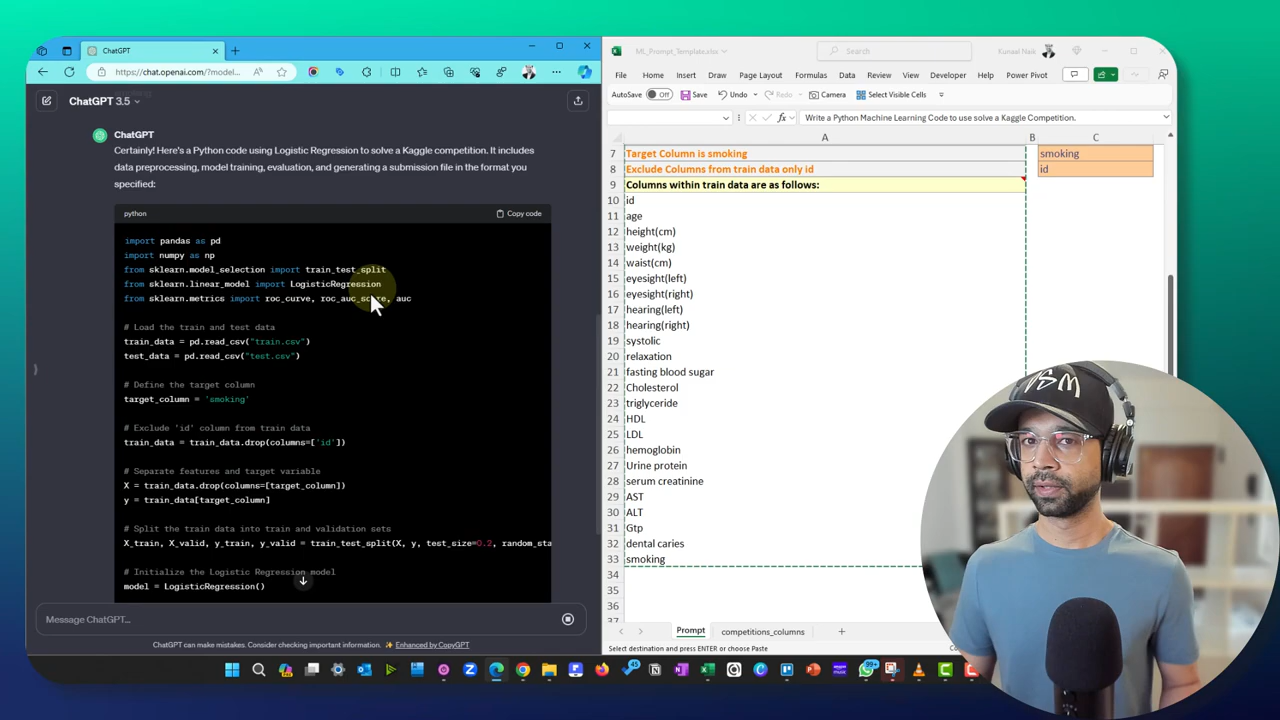 ChatGPT
https://chat.openai.com/?model...
ChatGPT 3.5
ChatGPT
Certainly! Here's a Python code using Logistic Regression to solve a Kaggle competition. It includes
data preprocessing, model training, evaluation, and generating a submission file in the format you
specified:
python
Copy code
import pandas as pd
import numpy as np
from sklearn.model_selection import train_test_split
from sklearn.linear_model import LogisticRegression
from sklearn.metrics import roc_curve, roc_auc_score, auc
# Load the train and test data
train_data = pd.read_csv("train.csv")
test_data = pd.read_csv("test.csv")
# Define the target column
target_column = 'smoking'
# Exclude 'id' column from train data
train_data = train_data.drop(columns=['id'])
# Separate features and target variable
X = train_data.drop(columns=[target_column])
y = train_data[target_column]
# Split the train data into train and validation sets
X_train, X_valid, y_train, y_valid = train_test_split(X, y, test_size=0.2, random_sta
# Initialize the Logistic Regression model
model = LogisticRegression()
Message ChatGPT...
ChatGPT can make mistakes. Consider checking important information. Enhanced by CopyGPT
ML_Prompt_Template.xlsx
Search
Kunaal Naik
File Home Insert Draw Page Layout Formulas Data Review View Developer Help Power Pivot
AutoSave Off Save Undo Redo Camera Select Visible Cells
Write a Python Machine Learning Code to use solve a Kaggle Competition.
A B C
7 Target Column is smoking smoking
8 Exclude Columns from train data only id id
9 Columns within train data are as follows:
10 id
11 age
12 height(cm)
13 weight(kg)
14 waist(cm)
15 eyesight(left)
16 eyesight(right)
17 hearing(left)
18 hearing(right)
19 systolic
20 relaxation
21 fasting blood sugar
22 Cholesterol
23 triglyceride
24 HDL
25 LDL
26 hemoglobin
27 Urine protein
28 serum creatinine
29 AST
30 ALT
31 Gtp
32 dental caries
33 smoking
34
35
36
Prompt competitions_columns
Select destination and press ENTER or choose Paste
45
99+